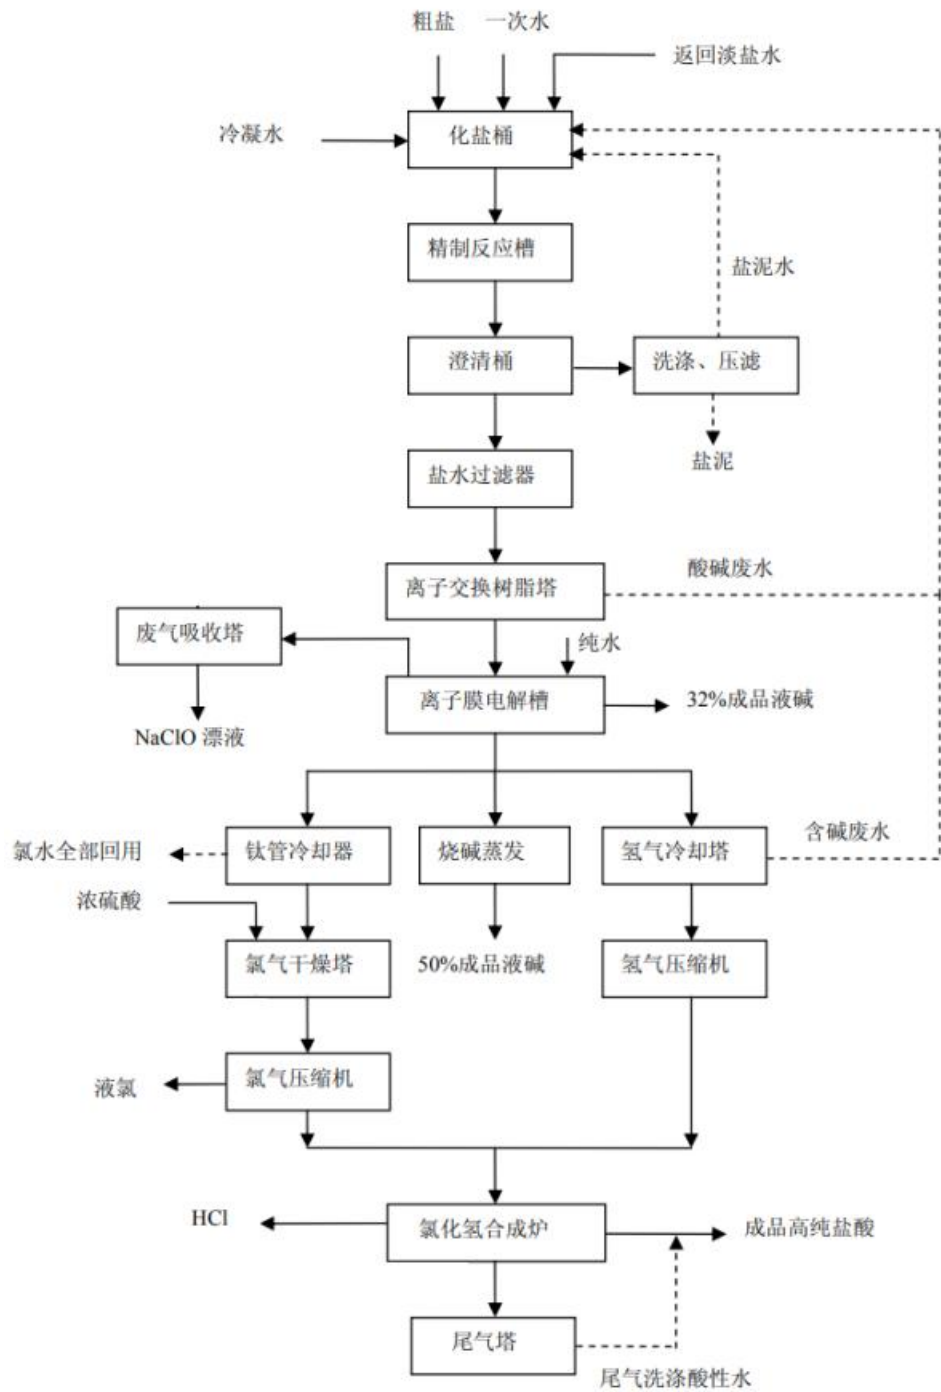 粗盐
一次水
返回淡盐水
冷凝水
化盐桶
精制反应槽
盐泥水
澄清桶
洗涤、压滤
盐泥
盐水过滤器
酸碱废水
离子交换树脂塔
废气吸收塔
纯水
离子膜电解槽
32%成品液碱
NaClO 漂液
氯水全部回用
钛管冷却器
烧碱蒸发
氢气冷却塔
含碱废水
浓硫酸
氯气干燥塔
50%成品液碱
氢气压缩机
液氯
氯气压缩机
HCl
氯化氢合成炉
成品高纯盐酸
尾气塔
尾气洗涤酸性水